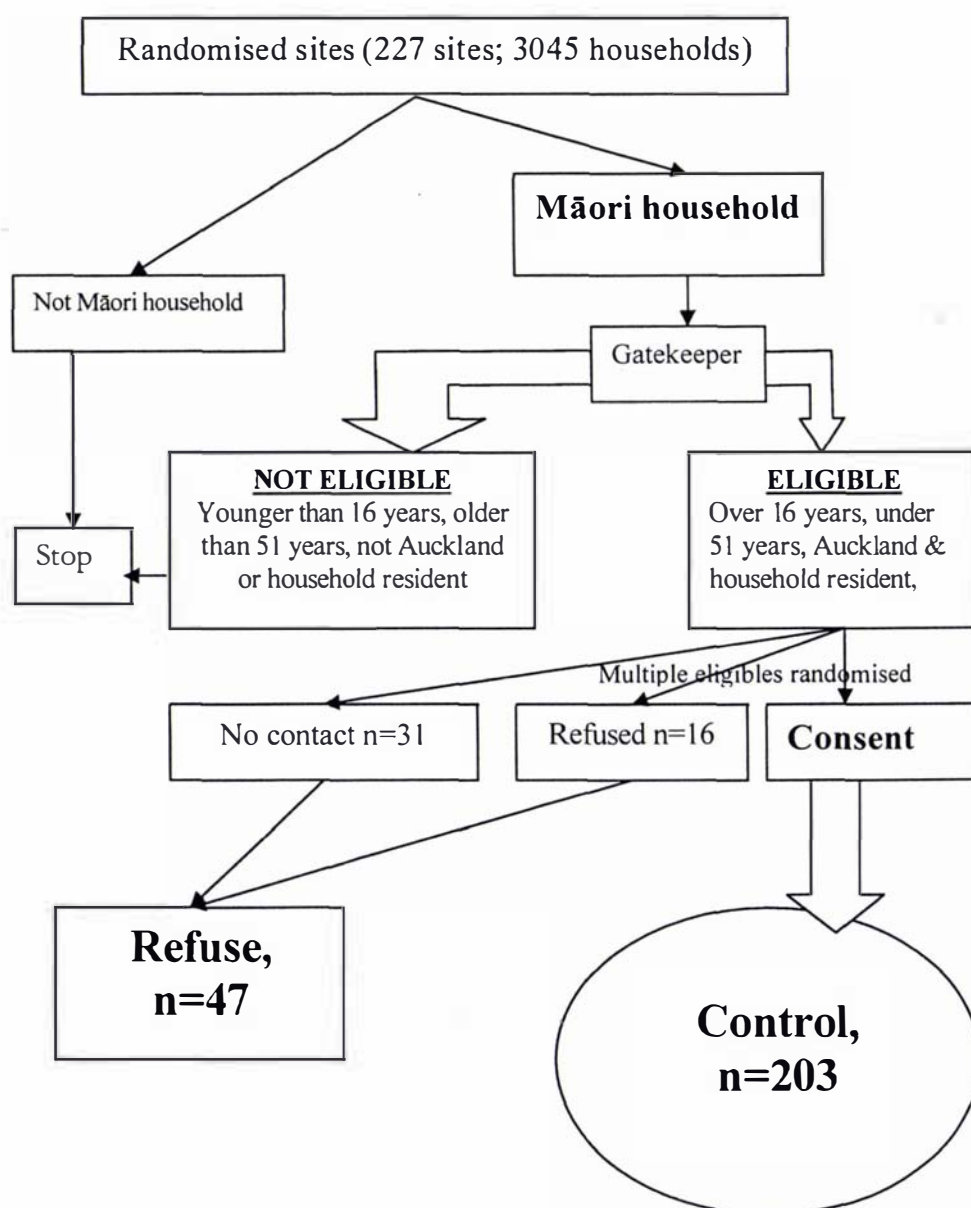 Randomised sites (227 sites; 3045 households)
Māori household
Not Māori household
Gatekeeper
NOT ELIGIBLE
Younger than 16 years, older
than 51 years, not Auckland
or household resident
ELIGIBLE
Over 16 years, under
51 years, Auckland &
household resident,
Stop
Multiple eligibles randomised
No contact n=31
Refused n=16
Consent
Refuse,
n=47
Control,
n=203